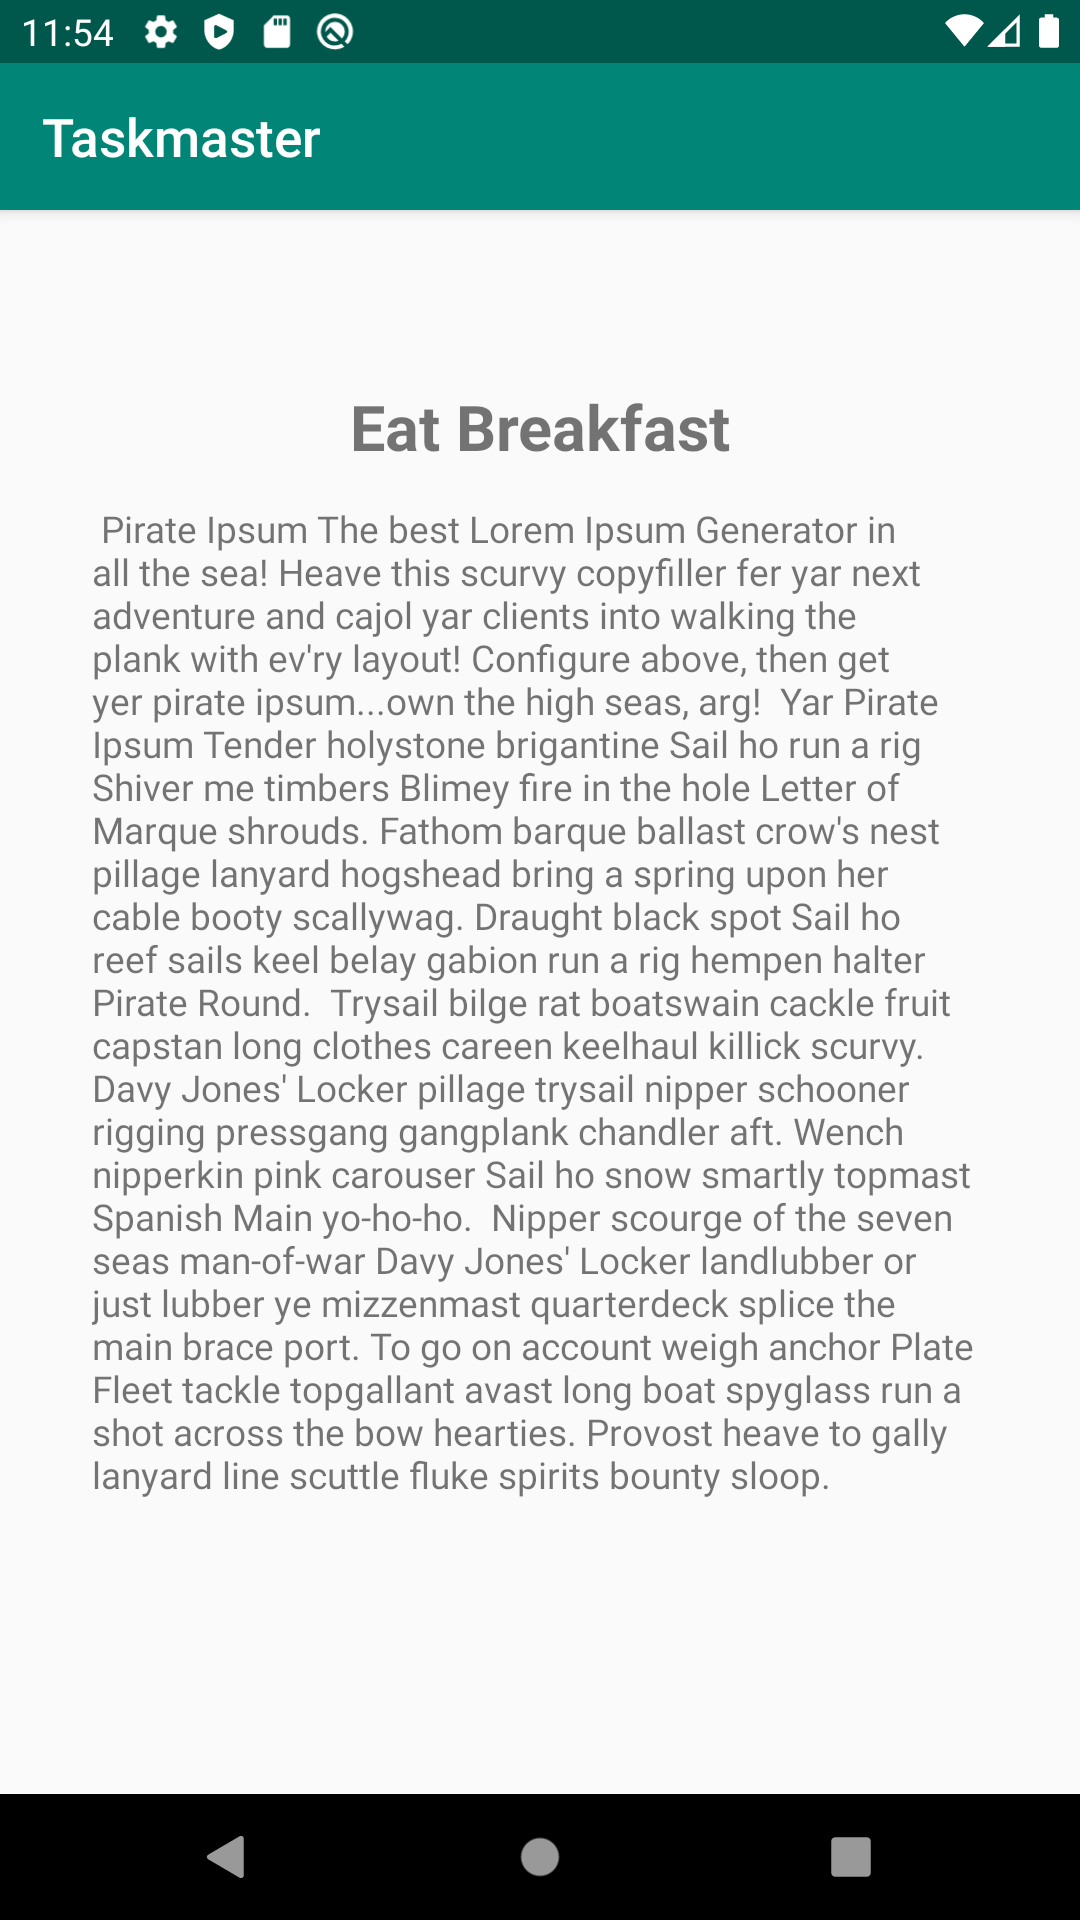 11:54
Taskmaster
Eat Breakfast
Pirate Ipsum The best Lorem Ipsum Generator in
all the sea! Heave this scurvy copyfiller fer yar next
adventure and cajol yar clients into walking the
plank with ev'ry layout! Configure above, then get
yer pirate ipsum...own the high seas, arg!  Yar Pirate
Ipsum Tender holystone brigantine Sail ho run a rig
Shiver me timbers Blimey fire in the hole Letter of
Marque shrouds. Fathom barque ballast crow's nest
pillage lanyard hogshead bring a spring upon her
cable booty scallywag. Draught black spot Sail ho
reef sails keel belay gabion run a rig hempen halter
Pirate Round.  Trysail bilge rat boatswain cackle fruit
capstan long clothes careen keelhaul killick scurvy.
Davy Jones' Locker pillage trysail nipper schooner
rigging pressgang gangplank chandler aft. Wench
nipperkin pink carouser Sail ho snow smartly topmast
Spanish Main yo-ho-ho.  Nipper scourge of the seven
seas man-of-war Davy Jones' Locker landlubber or
just lubber ye mizzenmast quarterdeck splice the
main brace port. To go on account weigh anchor Plate
Fleet tackle topgallant avast long boat spyglass run a
shot across the bow hearties. Provost heave to gally
lanyard line scuttle fluke spirits bounty sloop.